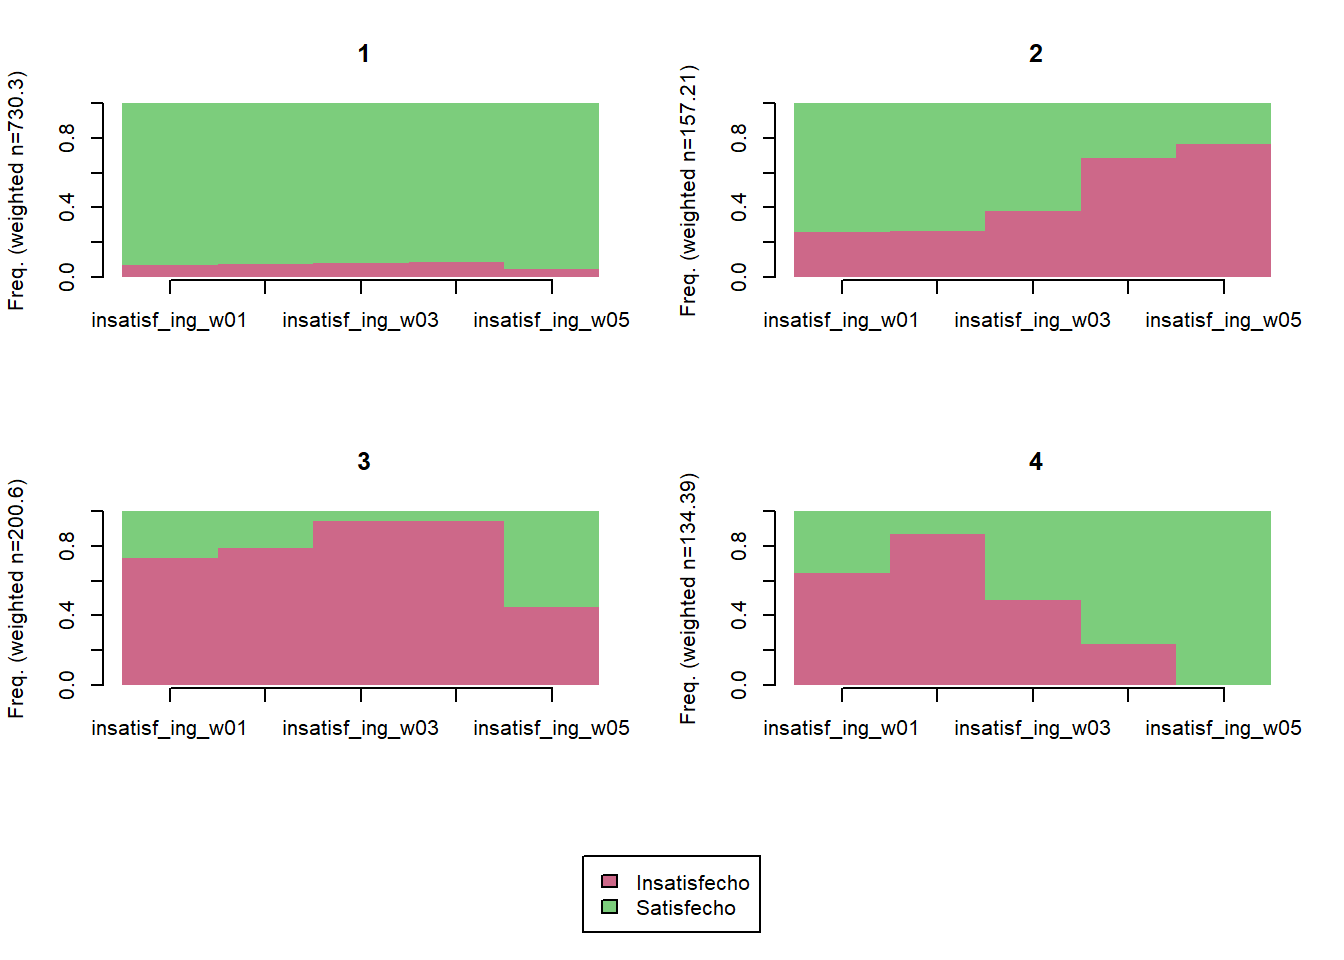 1
Freq. (weighted n=730.3)
0.0 0.4 0.8
insatisf_ing_w01 insatisf_ing_w03 insatisf_ing_w05
2
Freq. (weighted n=157.21)
0.0 0.4 0.8
insatisf_ing_w01 insatisf_ing_w03 insatisf_ing_w05
3
Freq. (weighted n=200.6)
0.0 0.4 0.8
insatisf_ing_w01 insatisf_ing_w03 insatisf_ing_w05
4
Freq. (weighted n=134.39)
0.0 0.4 0.8
insatisf_ing_w01 insatisf_ing_w03 insatisf_ing_w05
Insatisfecho
Satisfecho